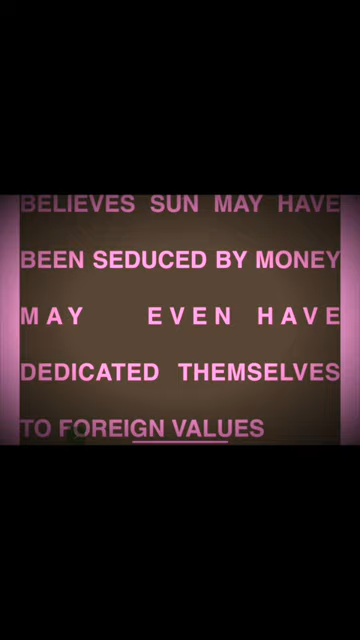 BELIEVES SUN MAY HAVE
BEEN SEDUCED BY MONEY
MAY EVEN HAVE
DEDICATED THEMSELVES
TO FOREIGN VALUES